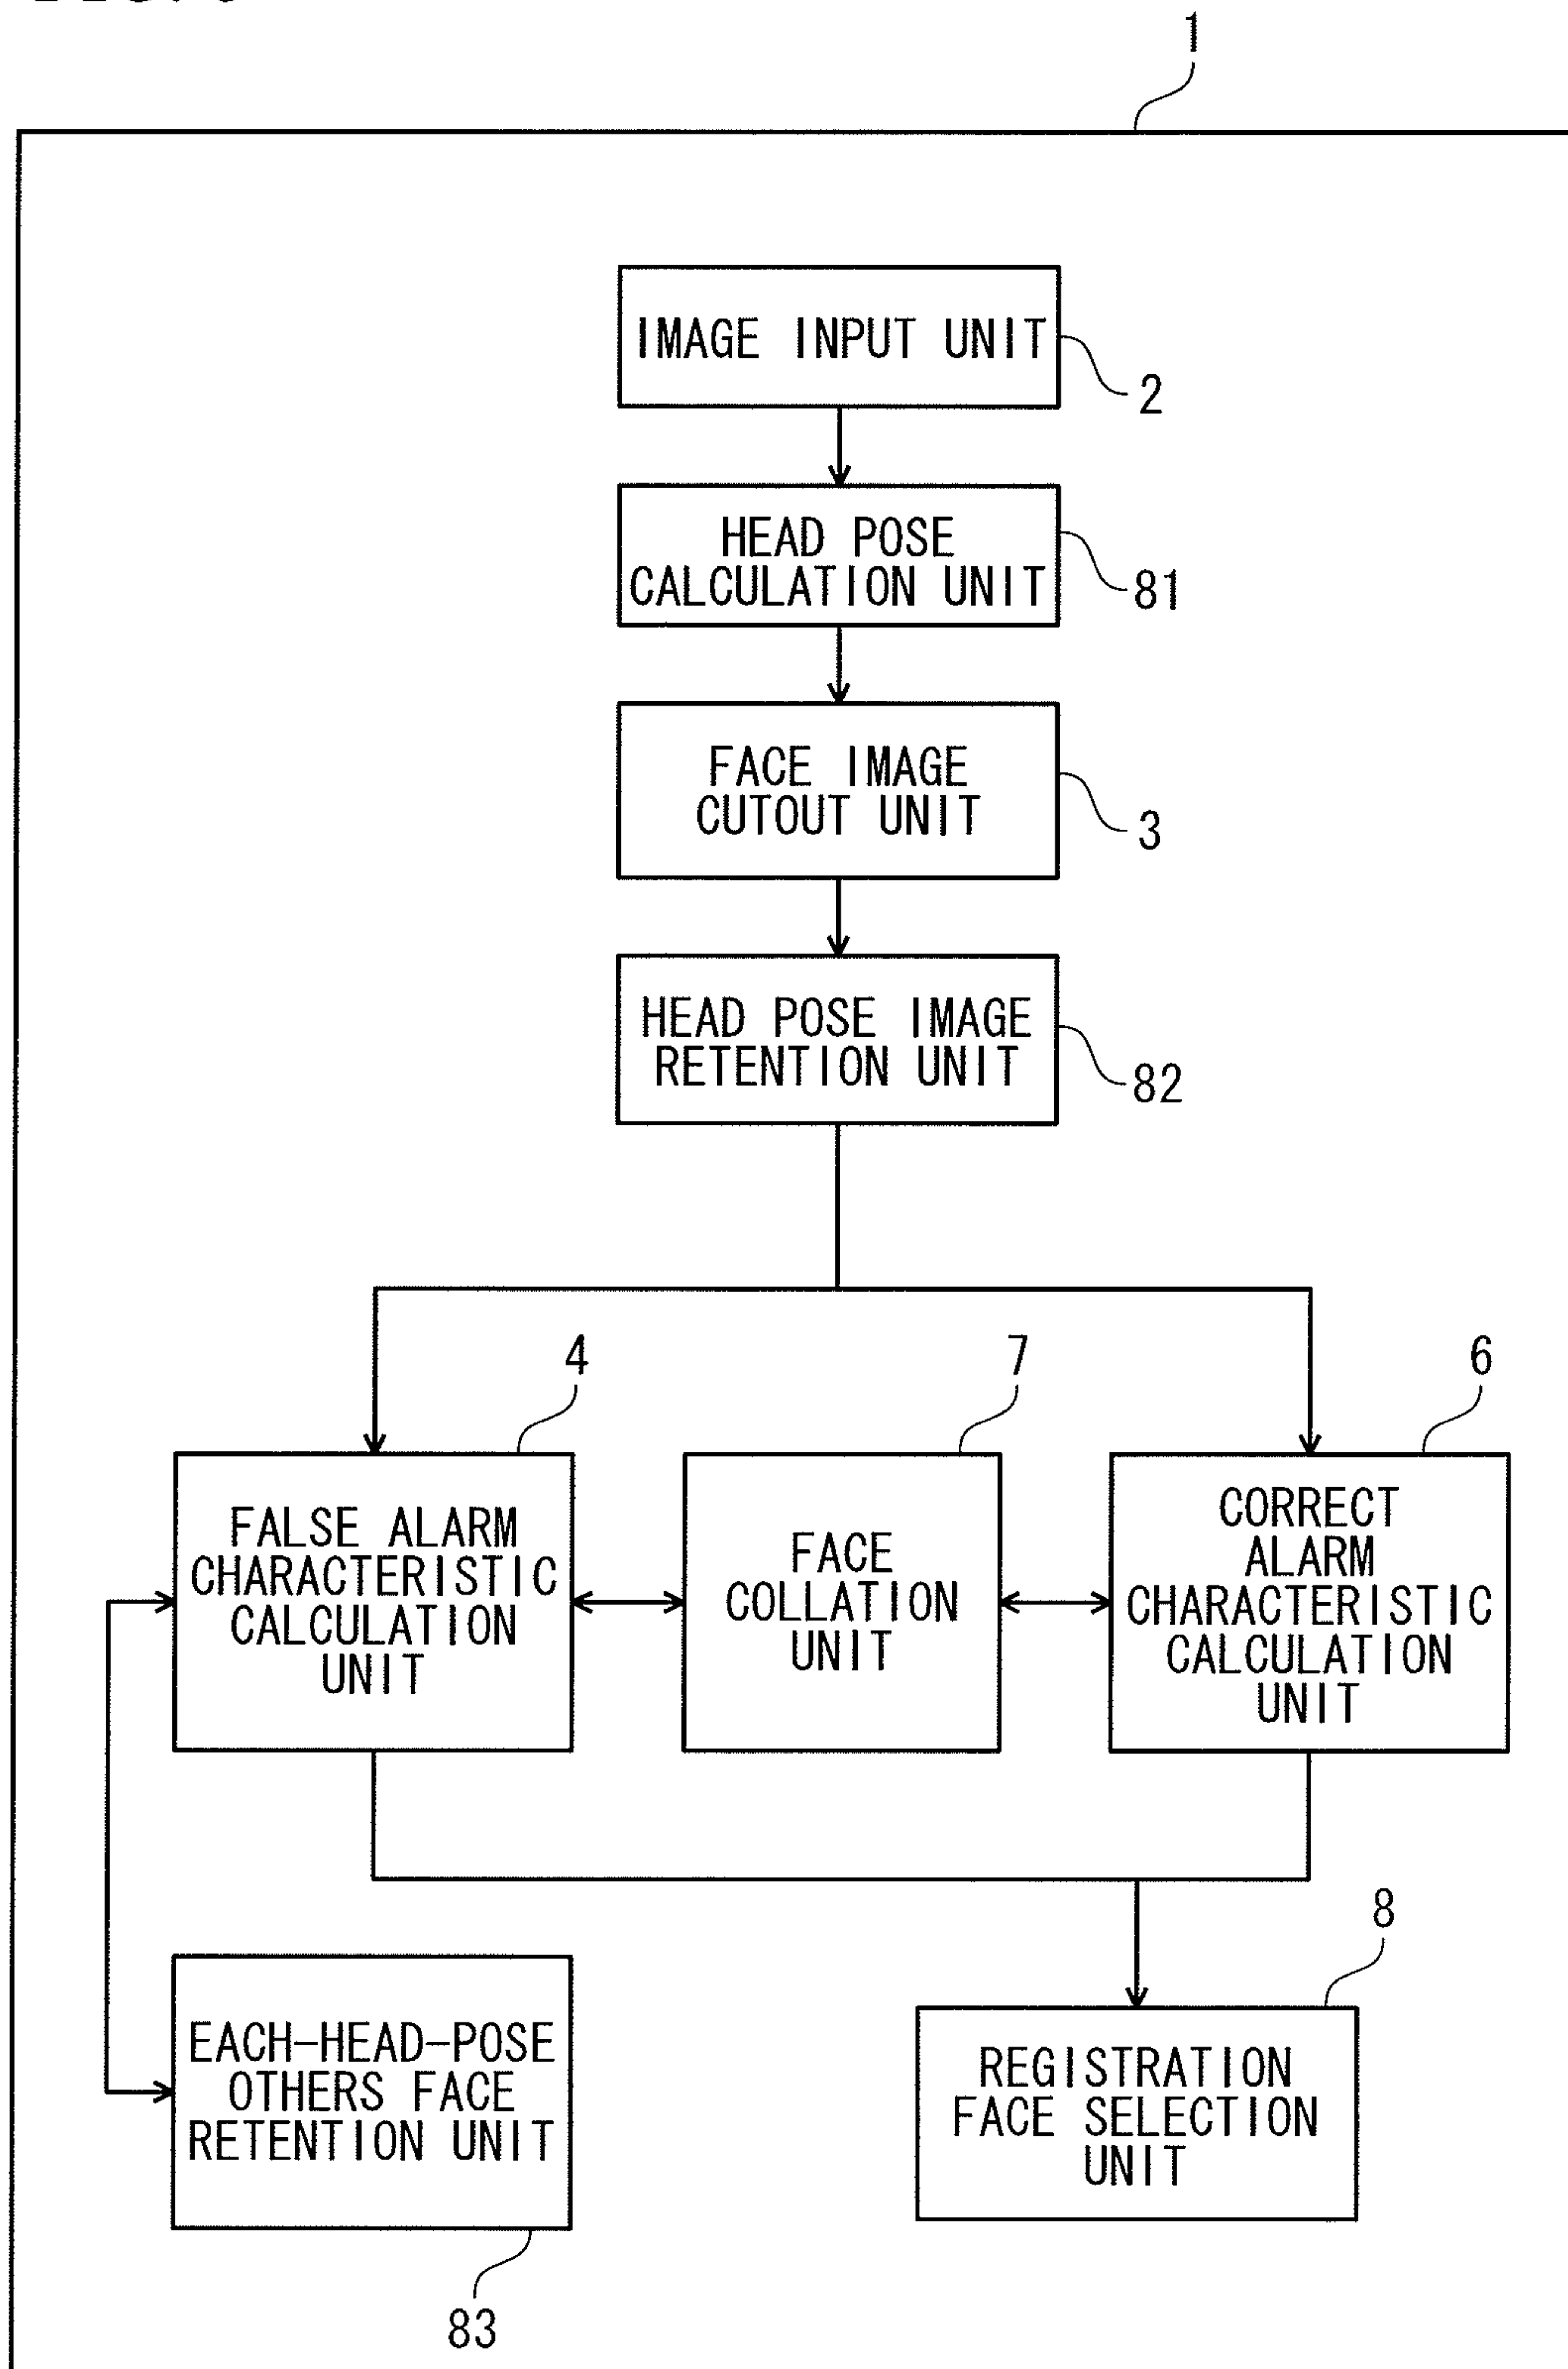 1
IMAGE INPUT UNIT
2
HEAD POSE
CALCULATION UNIT
81
FACE IMAGE
CUTOUT UNIT
3
HEAD POSE IMAGE
RETENTION UNIT
82
4
7
6
FALSE ALARM
CHARACTERISTIC
CALCULATION
UNIT
FACE
COLLATION
UNIT
CORRECT
ALARM
CHARACTERISTIC
CALCULATION
UNIT
8
EACH-HEAD-POSE
OTHERS FACE
RETENTION UNIT
REGISTRATION
FACE SELECTION
UNIT
83